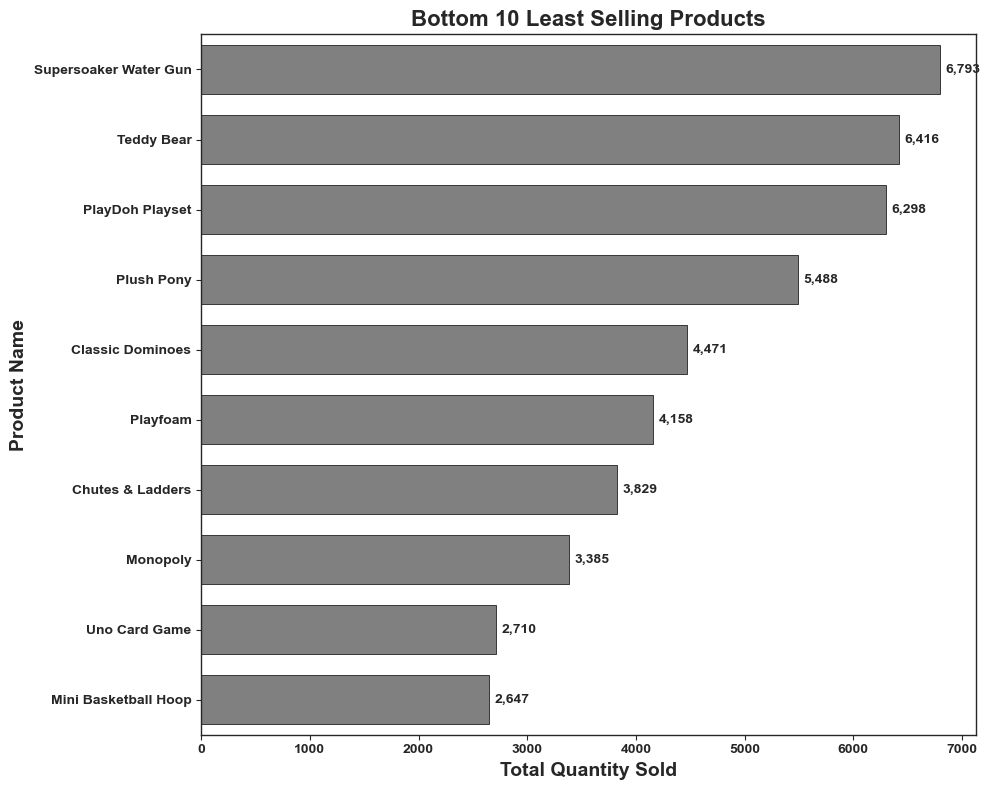 Bottom 10 Least Selling Products
Product Name
Supersoaker Water Gun
6,793
Teddy Bear
6,416
PlayDoh Playset
6,298
Plush Pony
5,488
Classic Dominoes
4,471
Playfoam
4,158
Chutes & Ladders
3,829
Monopoly
3,385
Uno Card Game
2,710
Mini Basketball Hoop
2,647
0 1000 2000 3000 4000 5000 6000 7000
Total Quantity Sold